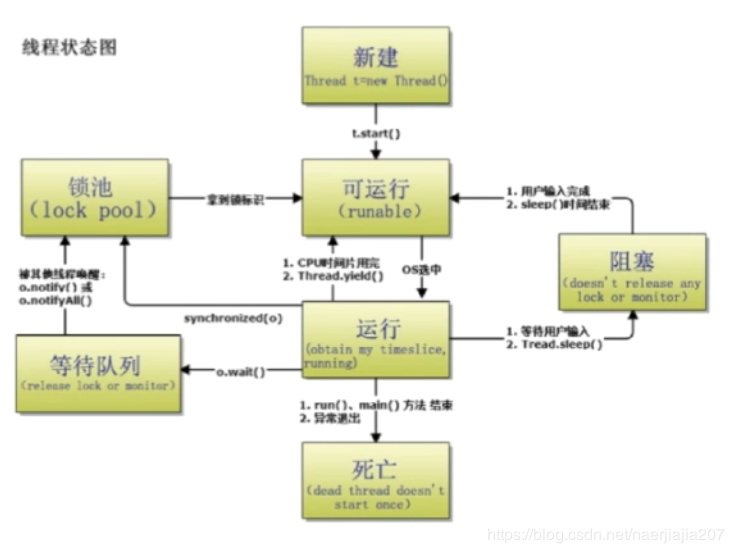 线程状态图
新建
Thread t=new Thread()
t.start()
锁池
(lock pool)
拿到锁标识
可运行
(runable)
1. 用户输入完成
2. sleep()时间结束
阻塞
(doesn't release any
lock or monitor)
被其他线程唤醒:
o.notify() 或
o.notifyAll()
1. CPU时间片用完
2. Thread.yield()
OS选中
synchronized(o)
运行
(obtain my timeslice,
running)
1. 等待用户输入
2. Tread.sleep()
等待队列
(release lock or monitor)
o.wait()
1. run()、main() 方法 结束
2. 异常退出
死亡
(dead thread doesn't
start once)
https://blog.csdn.net/naerjiajia207